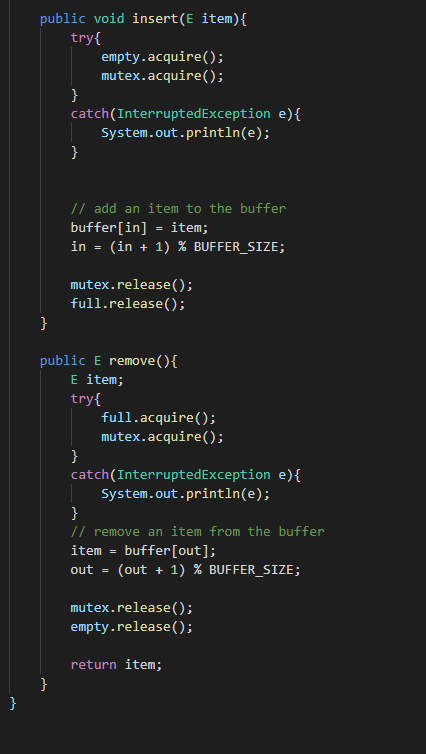 public void insert(E item){
try{
empty.acquire();
mutex.acquire();
}
catch(InterruptedException e){
System.out.println(e);
}
// add an item to the buffer
buffer[in] = item;
in = (in + 1) % BUFFER_SIZE;
mutex.release();
full.release();
}
public E remove(){
E item;
try{
full.acquire();
mutex.acquire();
}
catch(InterruptedException e){
System.out.println(e);
}
// remove an item from the buffer
item = buffer[out];
out = (out + 1) % BUFFER_SIZE;
mutex.release();
empty.release();
return item;
}
}